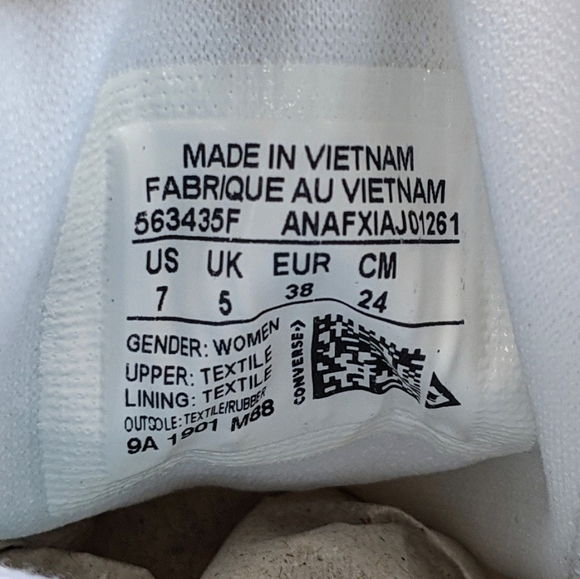 MADE IN VIETNAM
FABRIQUE AU VIETNAM
563435F ANAFXIAJ01261
US UK EUR CM
7 5 38 24
GENDER: WOMEN
UPPER: TEXTILE
LINING: TEXTILE
OUTSOLE: TEXTILE/RUBBER
9A 1901 M68
CONVERSE